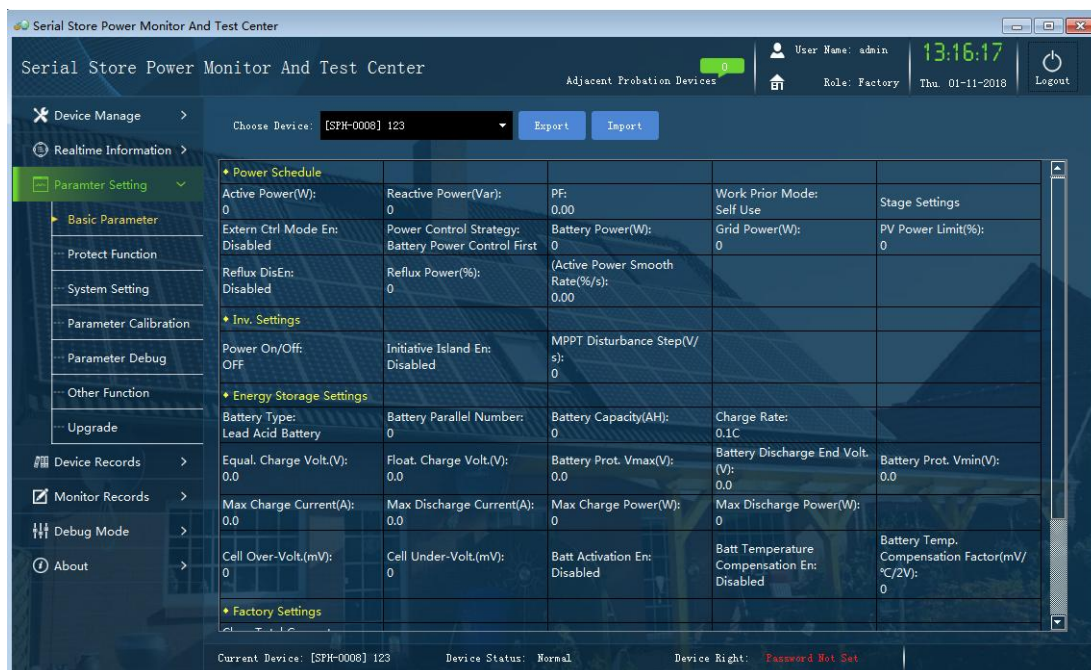 Serial Store Power Monitor And Test Center
Serial Store Power Monitor And Test Center
Adjacent Probation Devices
0
User Name: admin
Role: Factory
13:16:17
Thu. 01-11-2018
Logout
Device Manage >
Realtime Information >
Paramter Setting
Basic Parameter
Protect Function
System Setting
Parameter Calibration
Parameter Debug
Other Function
Upgrade
Device Records >
Monitor Records >
Debug Mode >
About >
Choose Device: [SPH-0008] 123
Export
Import
Power Schedule
Active Power(W):
0
Reactive Power(Var):
0
PF:
0.00
Work Prior Mode:
Self Use
Stage Settings
Extern Ctrl Mode En:
Disabled
Power Control Strategy:
Battery Power Control First
Battery Power(W):
0
Grid Power(W):
0
PV Power Limit(%):
0
Reflux DisEn:
Disabled
Reflux Power(%):
0
(Active Power Smooth
Rate(%/s):
0.00
Inv. Settings
Power On/Off:
OFF
Initiative Island En:
Disabled
MPPT Disturbance Step(V/
s):
0
Energy Storage Settings
Battery Type:
Lead Acid Battery
Battery Parallel Number:
0
Battery Capacity(AH):
0
Charge Rate:
0.1C
Equal. Charge Volt.(V):
0.0
Float. Charge Volt.(V):
0.0
Battery Prot. Vmax(V):
0.0
Battery Discharge End Volt.
(V):
0.0
Battery Prot. Vmin(V):
0.0
Max Charge Current(A):
0.0
Max Discharge Current(A):
0.0
Max Charge Power(W):
0
Max Discharge Power(W):
0
Cell Over-Volt.(mV):
0
Cell Under-Volt.(mV):
0
Batt Activation En:
Disabled
Batt Temperature
Compensation En:
Disabled
Battery Temp.
Compensation Factor(mV/
℃/2V):
0
Factory Settings
Current Device: [SPH-0008] 123
Device Status: Normal
Device Right: Password Not Set